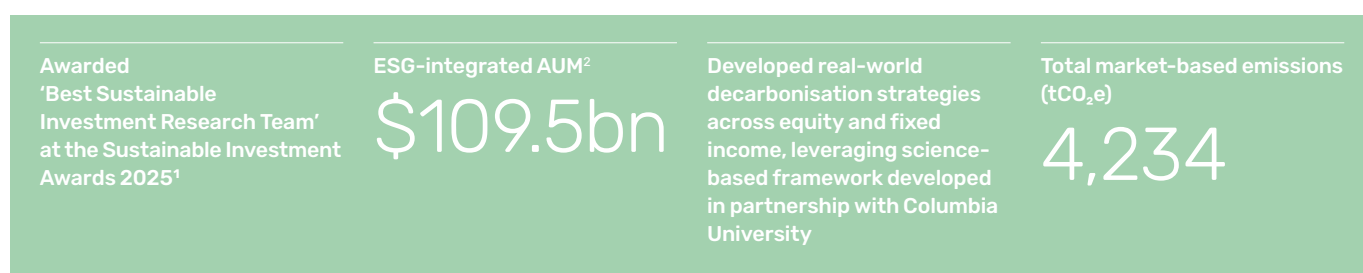 Awarded
‘Best Sustainable
Investment Research Team’
at the Sustainable Investment
Awards 2025¹
ESG-integrated AUM²
$109.5bn
Developed real-world
decarbonisation strategies
across equity and fixed
income, leveraging science-
based framework developed
in partnership with Columbia
University
Total market-based emissions
(tCO₂e)
4,234